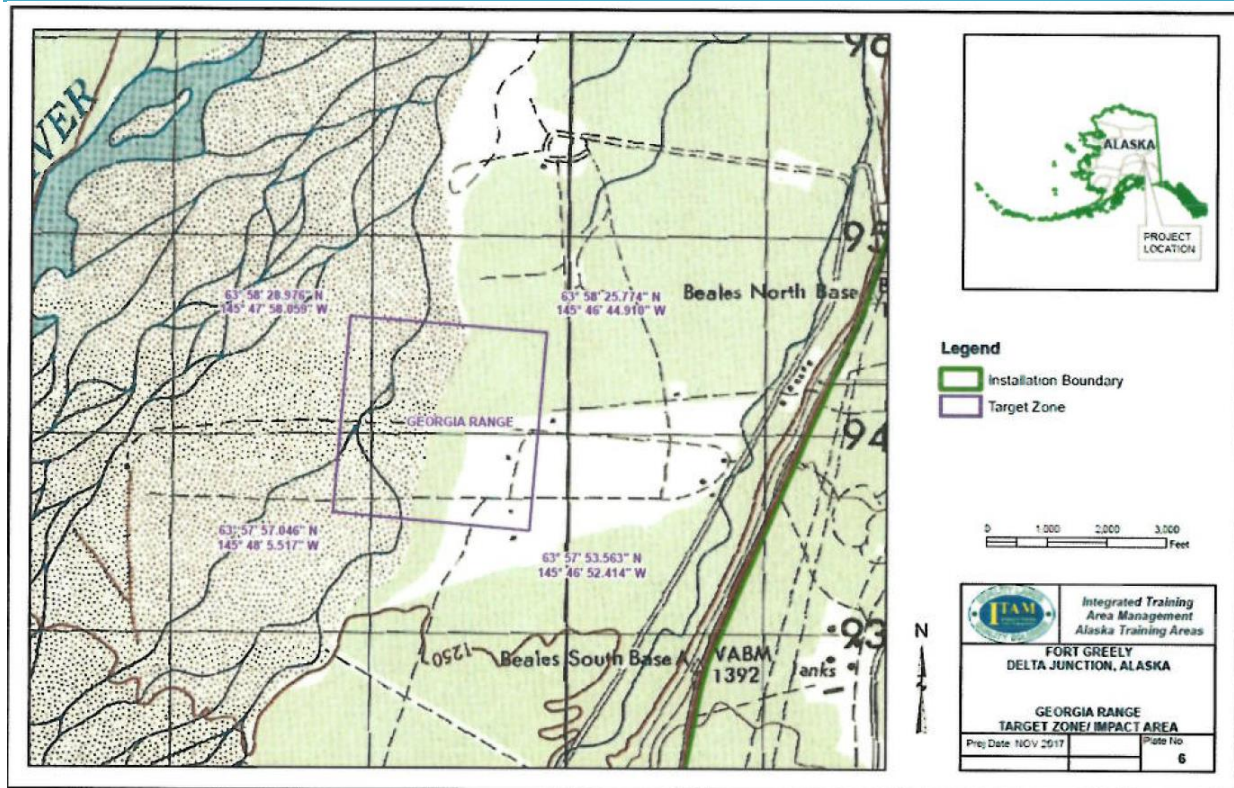 VER
96
95
63° 58' 28.976" N
145° 47' 58.059" W
63° 58' 25.774" N
145° 46' 44.910" W
Beales North Base
GEORGIA RANGE
94
63° 57' 57.046" N
145° 48' 5.517" W
63° 57' 53.563" N
145° 46' 52.414" W
93
1250
Beales South Base
VABM
1392
anks
ALASKA
PROJECT
LOCATION
Legend
Installation Boundary
Target Zone
0 1,000 2,000 3,000
Feet
N
ITAM
Integrated Training
Area Management
Alaska Training Areas
FORT GREELY
DELTA JUNCTION, ALASKA
GEORGIA RANGE
TARGET ZONE/ IMPACT AREA
Proj Date: NOV 2017
Plate No
6